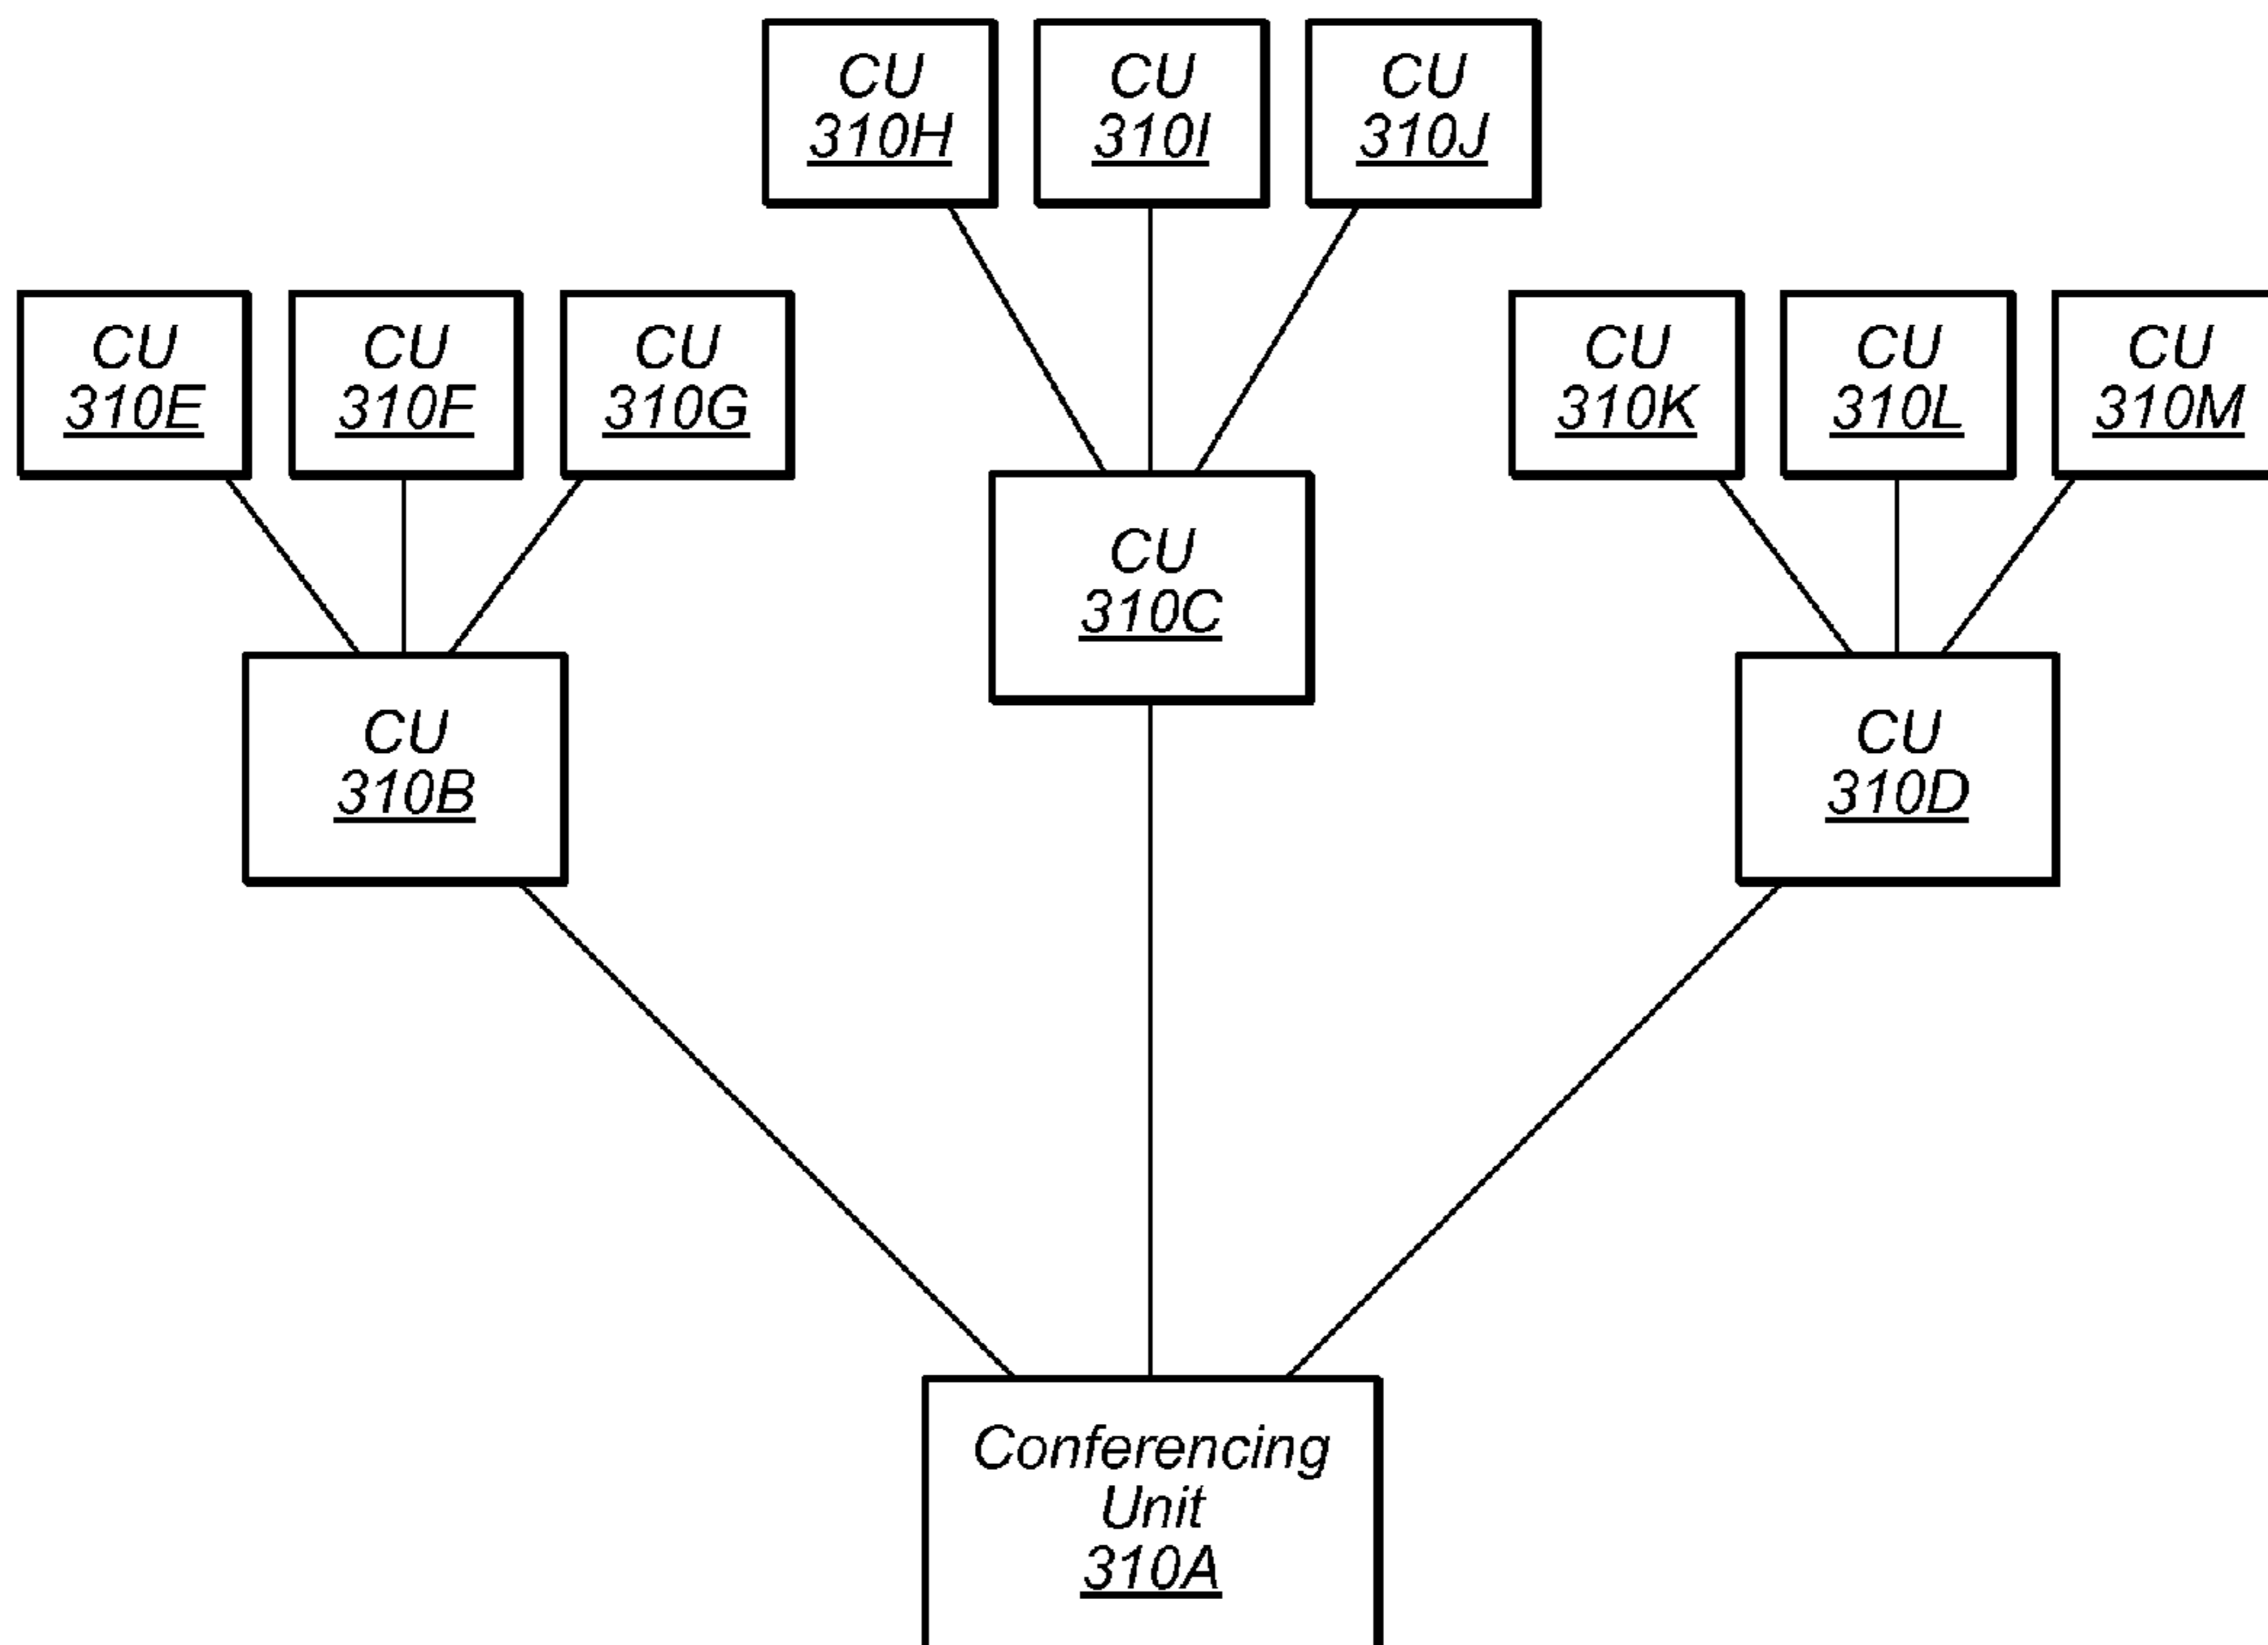 CU
310H
CU
310I
CU
310J
CU
310E
CU
310F
CU
310G
CU
310K
CU
310L
CU
310M
CU
310C
CU
310B
CU
310D
Conferencing
Unit
310A